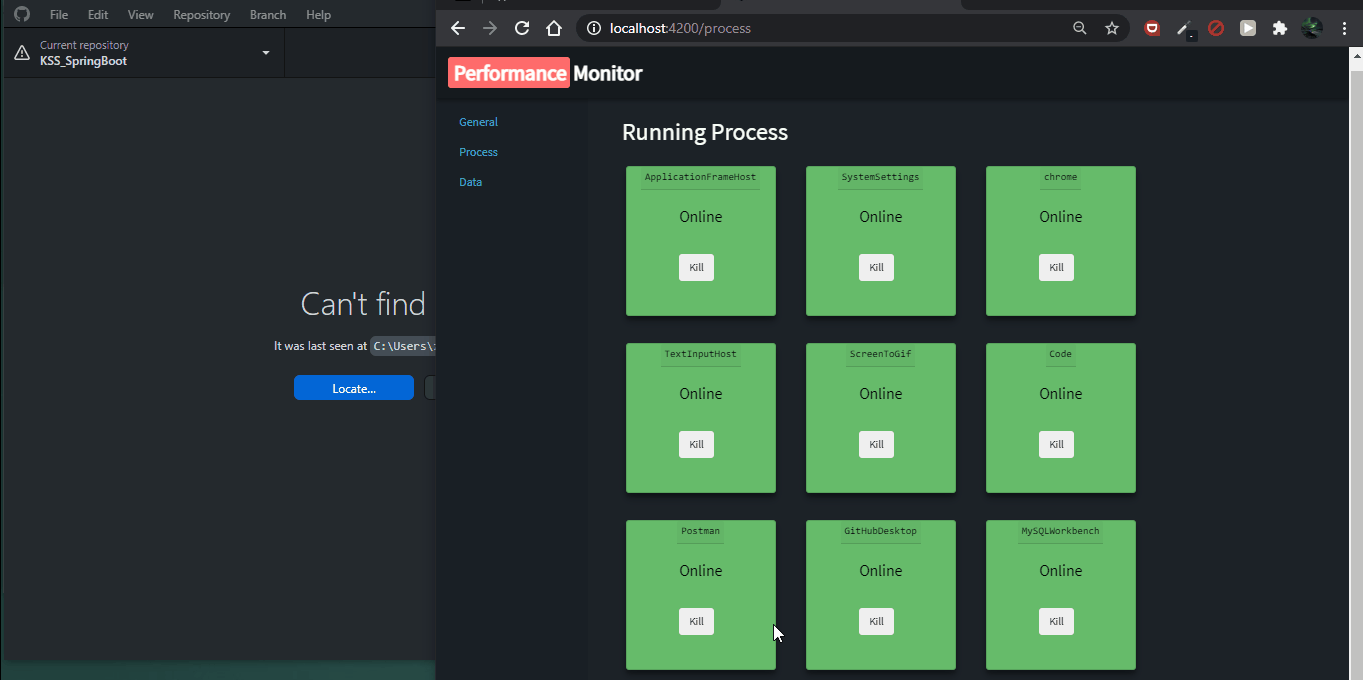 File Edit View Repository Branch Help
Current repository
KSS_SpringBoot
Can't find
It was last seen at C:\Users\
Locate...
localhost:4200/process
Performance Monitor
General
Process
Data
Running Process
ApplicationFrameHost SystemSettings chrome
Online Online Online
Kill Kill Kill
TextInputHost ScreenToGif Code
Online Online Online
Kill Kill Kill
Postman GitHubDesktop MySQLWorkbench
Online Online Online
Kill Kill Kill